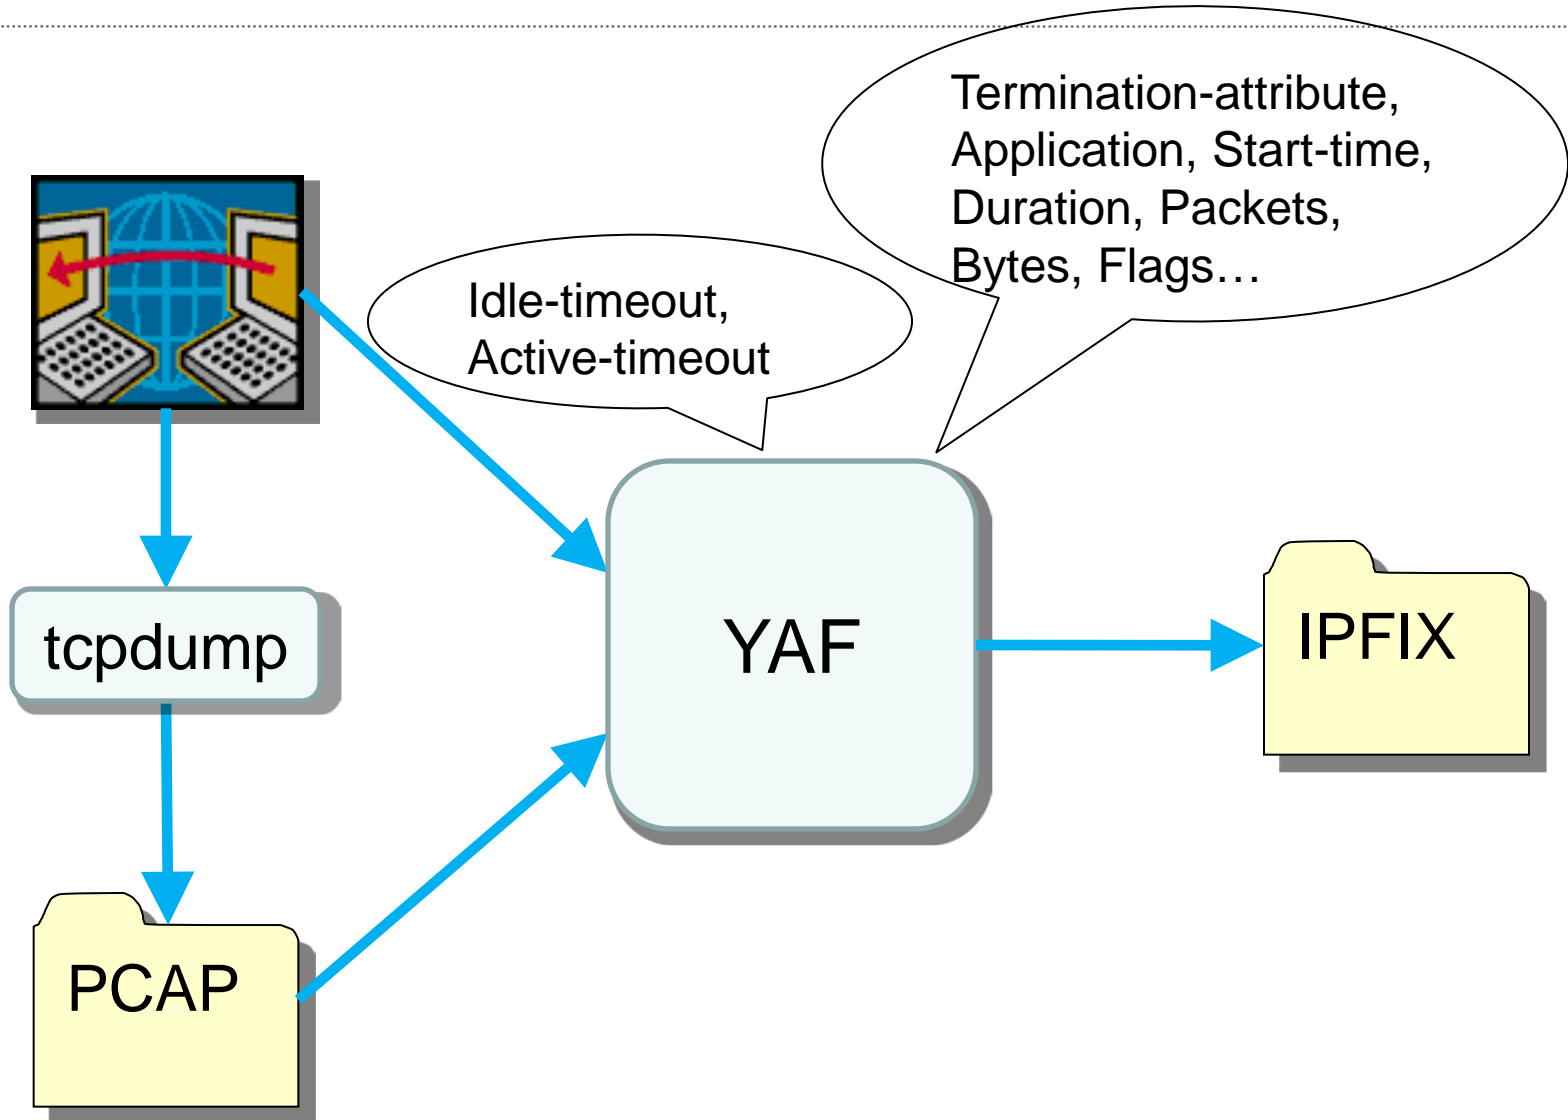 Termination-attribute,
Application, Start-time,
Duration, Packets,
Bytes, Flags…
Idle-timeout,
Active-timeout
tcpdump
YAF
IPFIX
PCAP